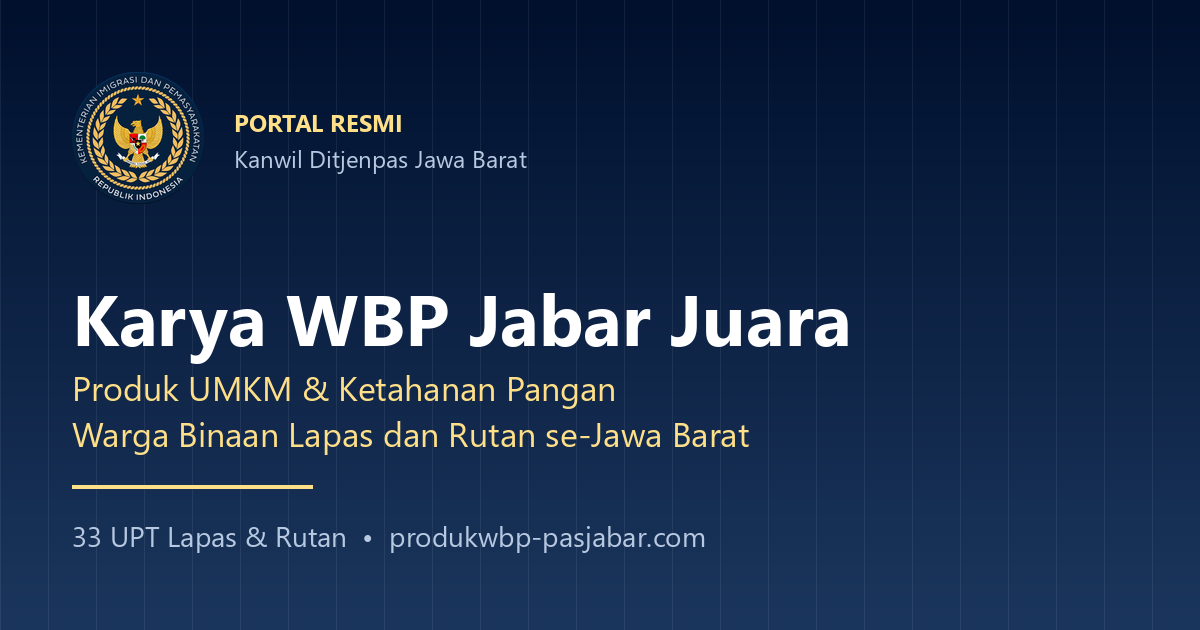 KEMENTERIAN IMIGRASI DAN PEMASYARAKATAN
REPUBLIK INDONESIA
PORTAL RESMI
Kanwil Ditjenpas Jawa Barat
Karya WBP Jabar Juara
Produk UMKM & Ketahanan Pangan
Warga Binaan Lapas dan Rutan se-Jawa Barat
33 UPT Lapas & Rutan • produkwbp-pasjabar.com